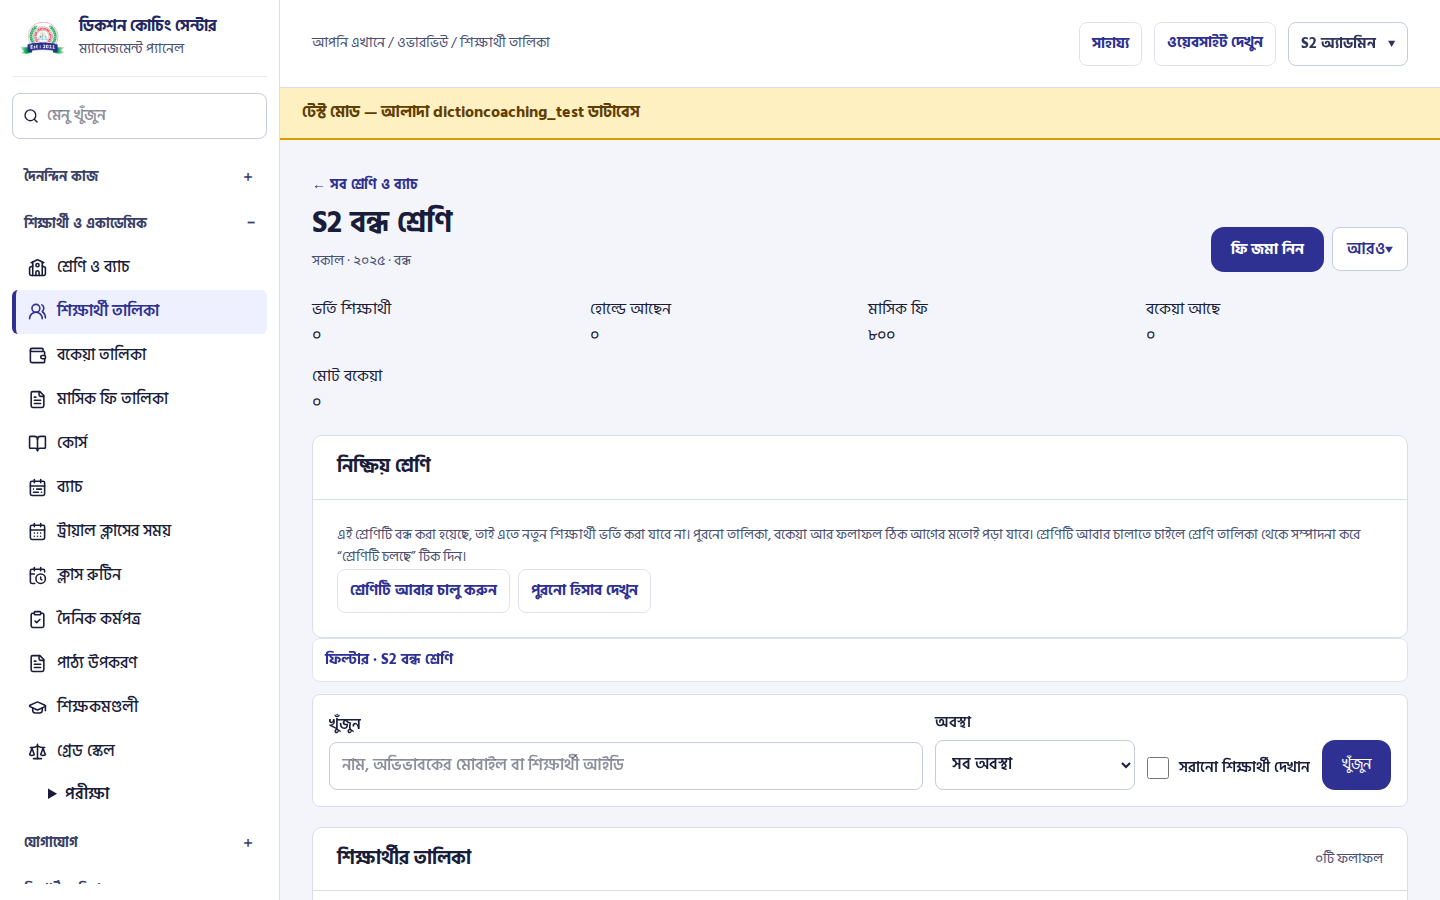 ডিকশন কোচিং সেন্টার
ম্যানেজমেন্ট প্যানেল
Est : 2011
মেনু খুঁজুন
দৈনন্দিন কাজ +
শিক্ষার্থী ও একাডেমিক −
শ্রেণি ও ব্যাচ
শিক্ষার্থী তালিকা
বকেয়া তালিকা
মাসিক ফি তালিকা
কোর্স
ব্যাচ
ট্রায়াল ক্লাসের সময়
ক্লাস রুটিন
দৈনিক কর্মপত্র
পাঠ্য উপকরণ
শিক্ষকমণ্ডলী
গ্রেড স্কেল
▶ পরীক্ষা
যোগাযোগ +
আপনি এখানে / ওভারভিউ / শিক্ষার্থী তালিকা
সাহায্য
ওয়েবসাইট দেখুন
S2 অ্যাডমিন ▾
টেস্ট মোড — আলাদা dictioncoaching_test ডাটাবেস
← সব শ্রেণি ও ব্যাচ
S2 বন্ধ শ্রেণি
সকাল · ২০২৫ · বন্ধ
ফি জমা নিন
আরও▾
ভর্তি শিক্ষার্থী
০
হোল্ডে আছেন
০
মাসিক ফি
৮০০
বকেয়া আছে
০
মোট বকেয়া
০
নিষ্ক্রিয় শ্রেণি
এই শ্রেণিটি বন্ধ করা হয়েছে, তাই এতে নতুন শিক্ষার্থী ভর্তি করা যাবে না। পুরনো তালিকা, বকেয়া আর ফলাফল ঠিক আগের মতোই পড়া যাবে। শ্রেণিটি আবার চালাতে চাইলে শ্রেণি তালিকা থেকে সম্পাদনা করে
“শ্রেণিটি চলছে” টিক দিন।
শ্রেণিটি আবার চালু করুন
পুরনো হিসাব দেখুন
ফিল্টার · S2 বন্ধ শ্রেণি
খুঁজুন
নাম, অভিভাবকের মোবাইল বা শিক্ষার্থী আইডি
অবস্থা
সব অবস্থা
সরানো শিক্ষার্থী দেখান
খুঁজুন
শিক্ষার্থীর তালিকা
০টি ফলাফল